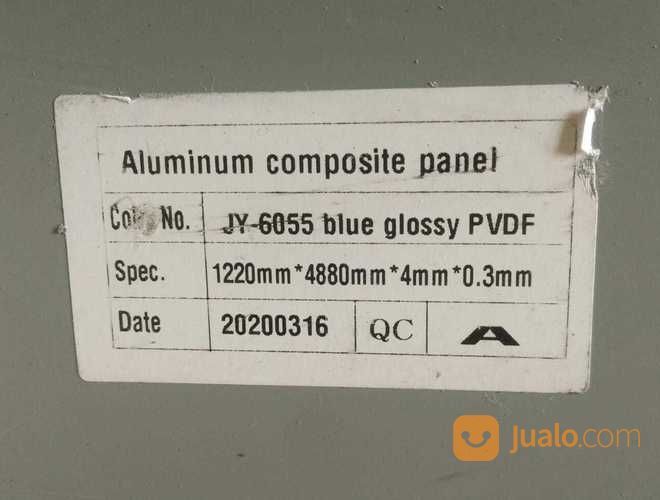 Aluminum composite panel
No. JY-6055 blue glossy PVDF
Spec. 1220mm*4880mm*4mm*0.3mm
Date 20200316 QC A
Jualo.com